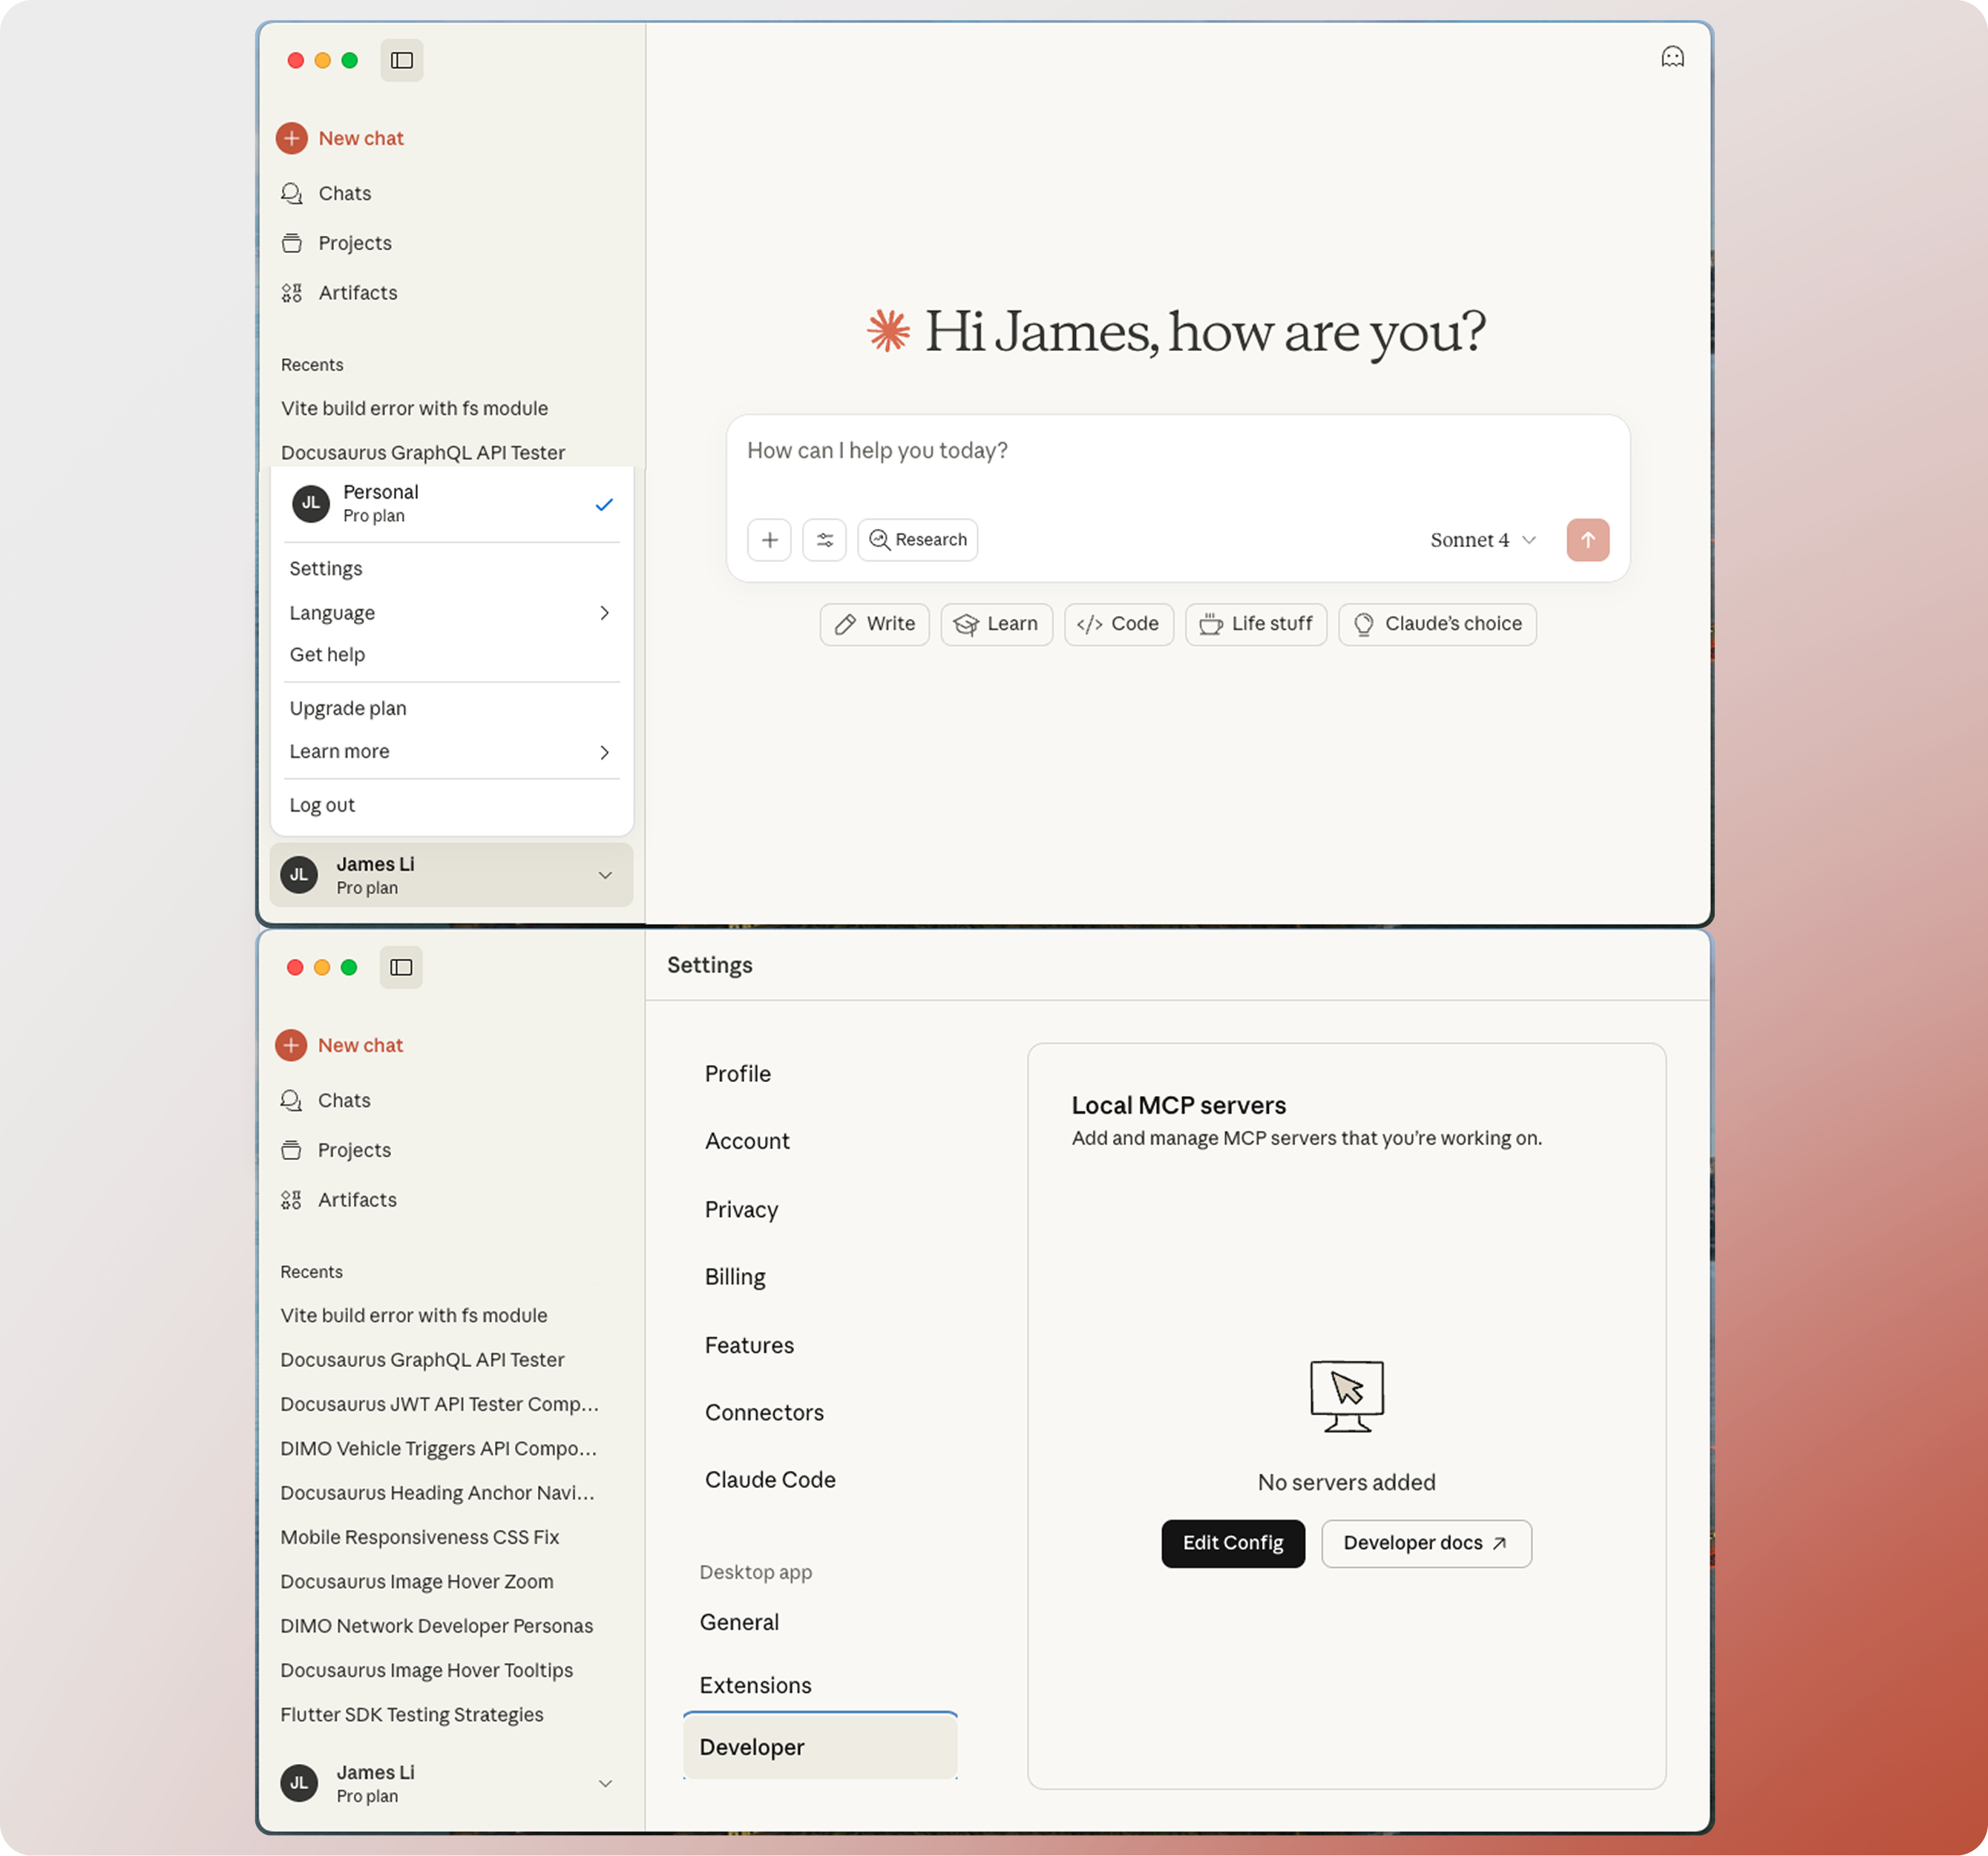 New chat
Chats
Projects
Artifacts
Recents
Vite build error with fs module
Docusaurus GraphQL API Tester
JL
Personal
Pro plan
Settings
Language
Get help
Upgrade plan
Learn more
Log out
JL
James Li
Pro plan
Hi James, how are you?
How can I help you today?
Research
Sonnet 4
Write
Learn
Code
Life stuff
Claude's choice
New chat
Chats
Projects
Artifacts
Recents
Vite build error with fs module
Docusaurus GraphQL API Tester
Docusaurus JWT API Tester Comp...
DIMO Vehicle Triggers API Compo...
Docusaurus Heading Anchor Navi...
Mobile Responsiveness CSS Fix
Docusaurus Image Hover Zoom
DIMO Network Developer Personas
Docusaurus Image Hover Tooltips
Flutter SDK Testing Strategies
JL
James Li
Pro plan
Settings
Profile
Account
Privacy
Billing
Features
Connectors
Claude Code
Desktop app
General
Extensions
Developer
Local MCP servers
Add and manage MCP servers that you're working on.
No servers added
Edit Config
Developer docs